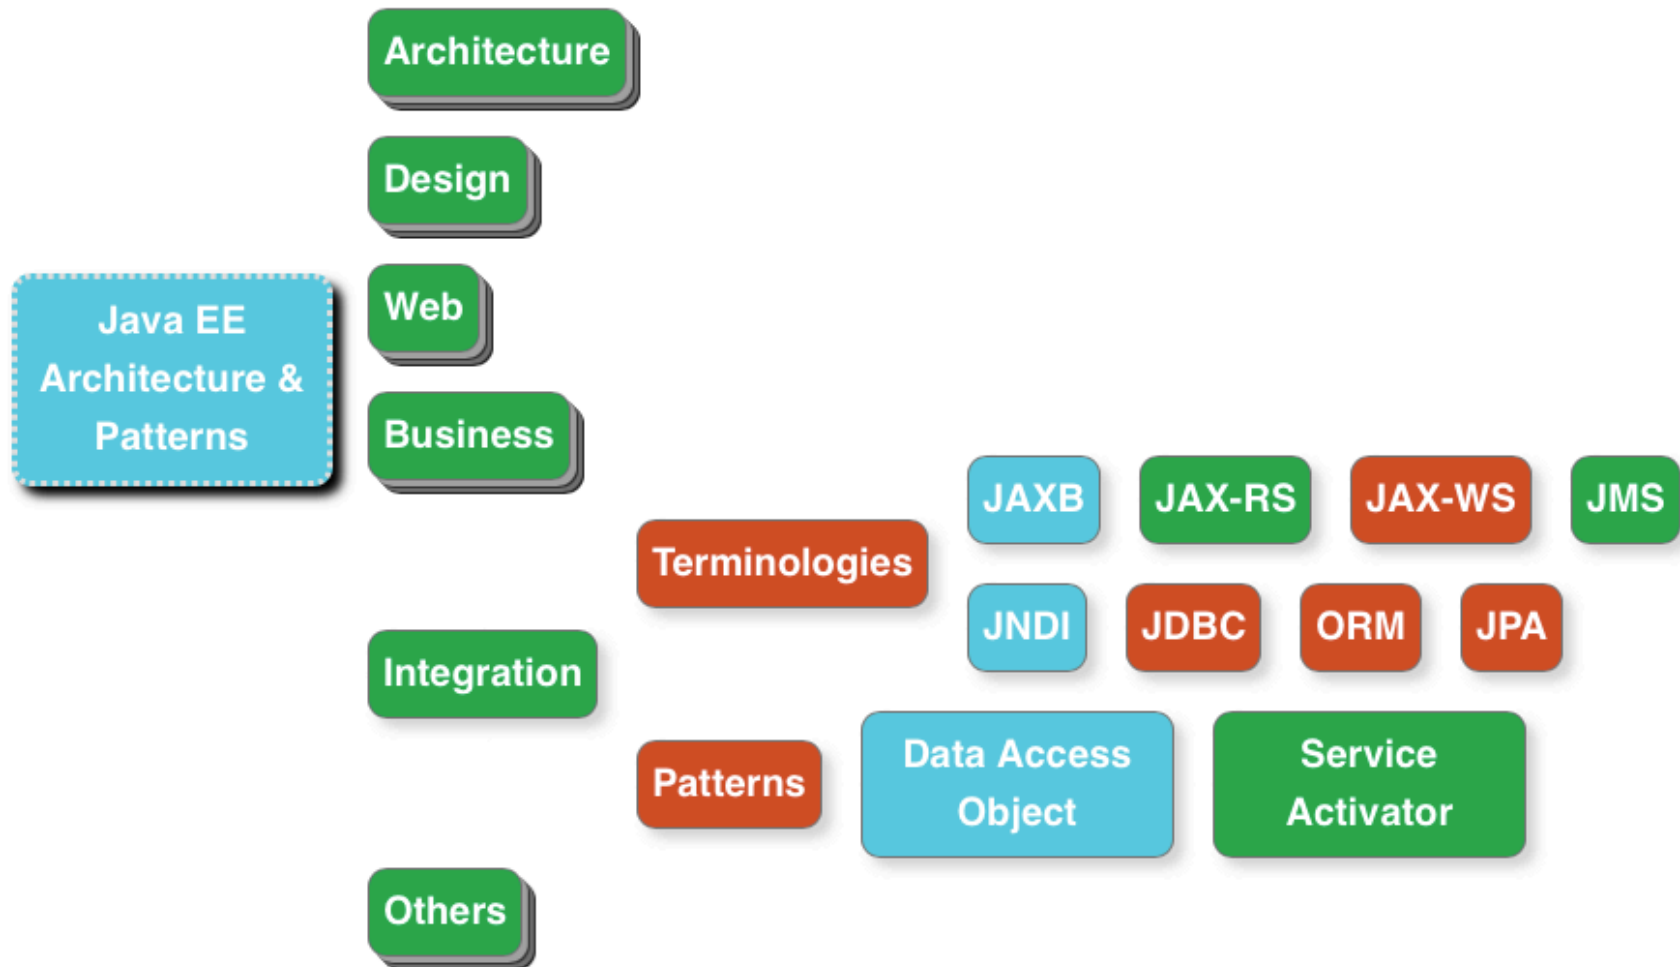 Architecture
Design
Web
Java EE
Architecture &
Patterns
Business
JAXB JAX-RS JAX-WS JMS
Terminologies
JNDI JDBC ORM JPA
Integration
Patterns
Data Access
Object
Service
Activator
Others